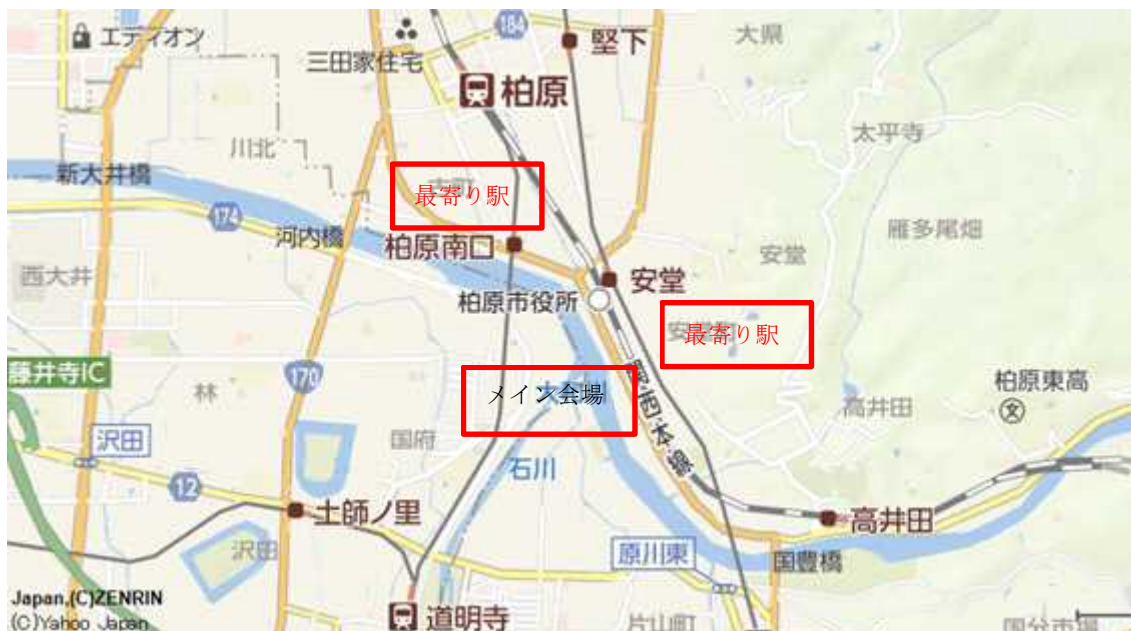 エディオン
184
堅下
大県
三田家住宅
柏原
太平寺
川北
新大井橋
最寄り駅
174
河内橋
柏原南口
雁多尾畑
安堂
西大井
安堂
柏原市役所
最寄り駅
藤井寺IC
170
林
メイン会場
柏原東高
文
高井田
沢田
国府
石川
12
土師ノ里
高井田
沢田
原川東
国豊橋
Japan,(C)ZENRIN
(C)Yahoo Japan
道明寺
片山町
国分市場